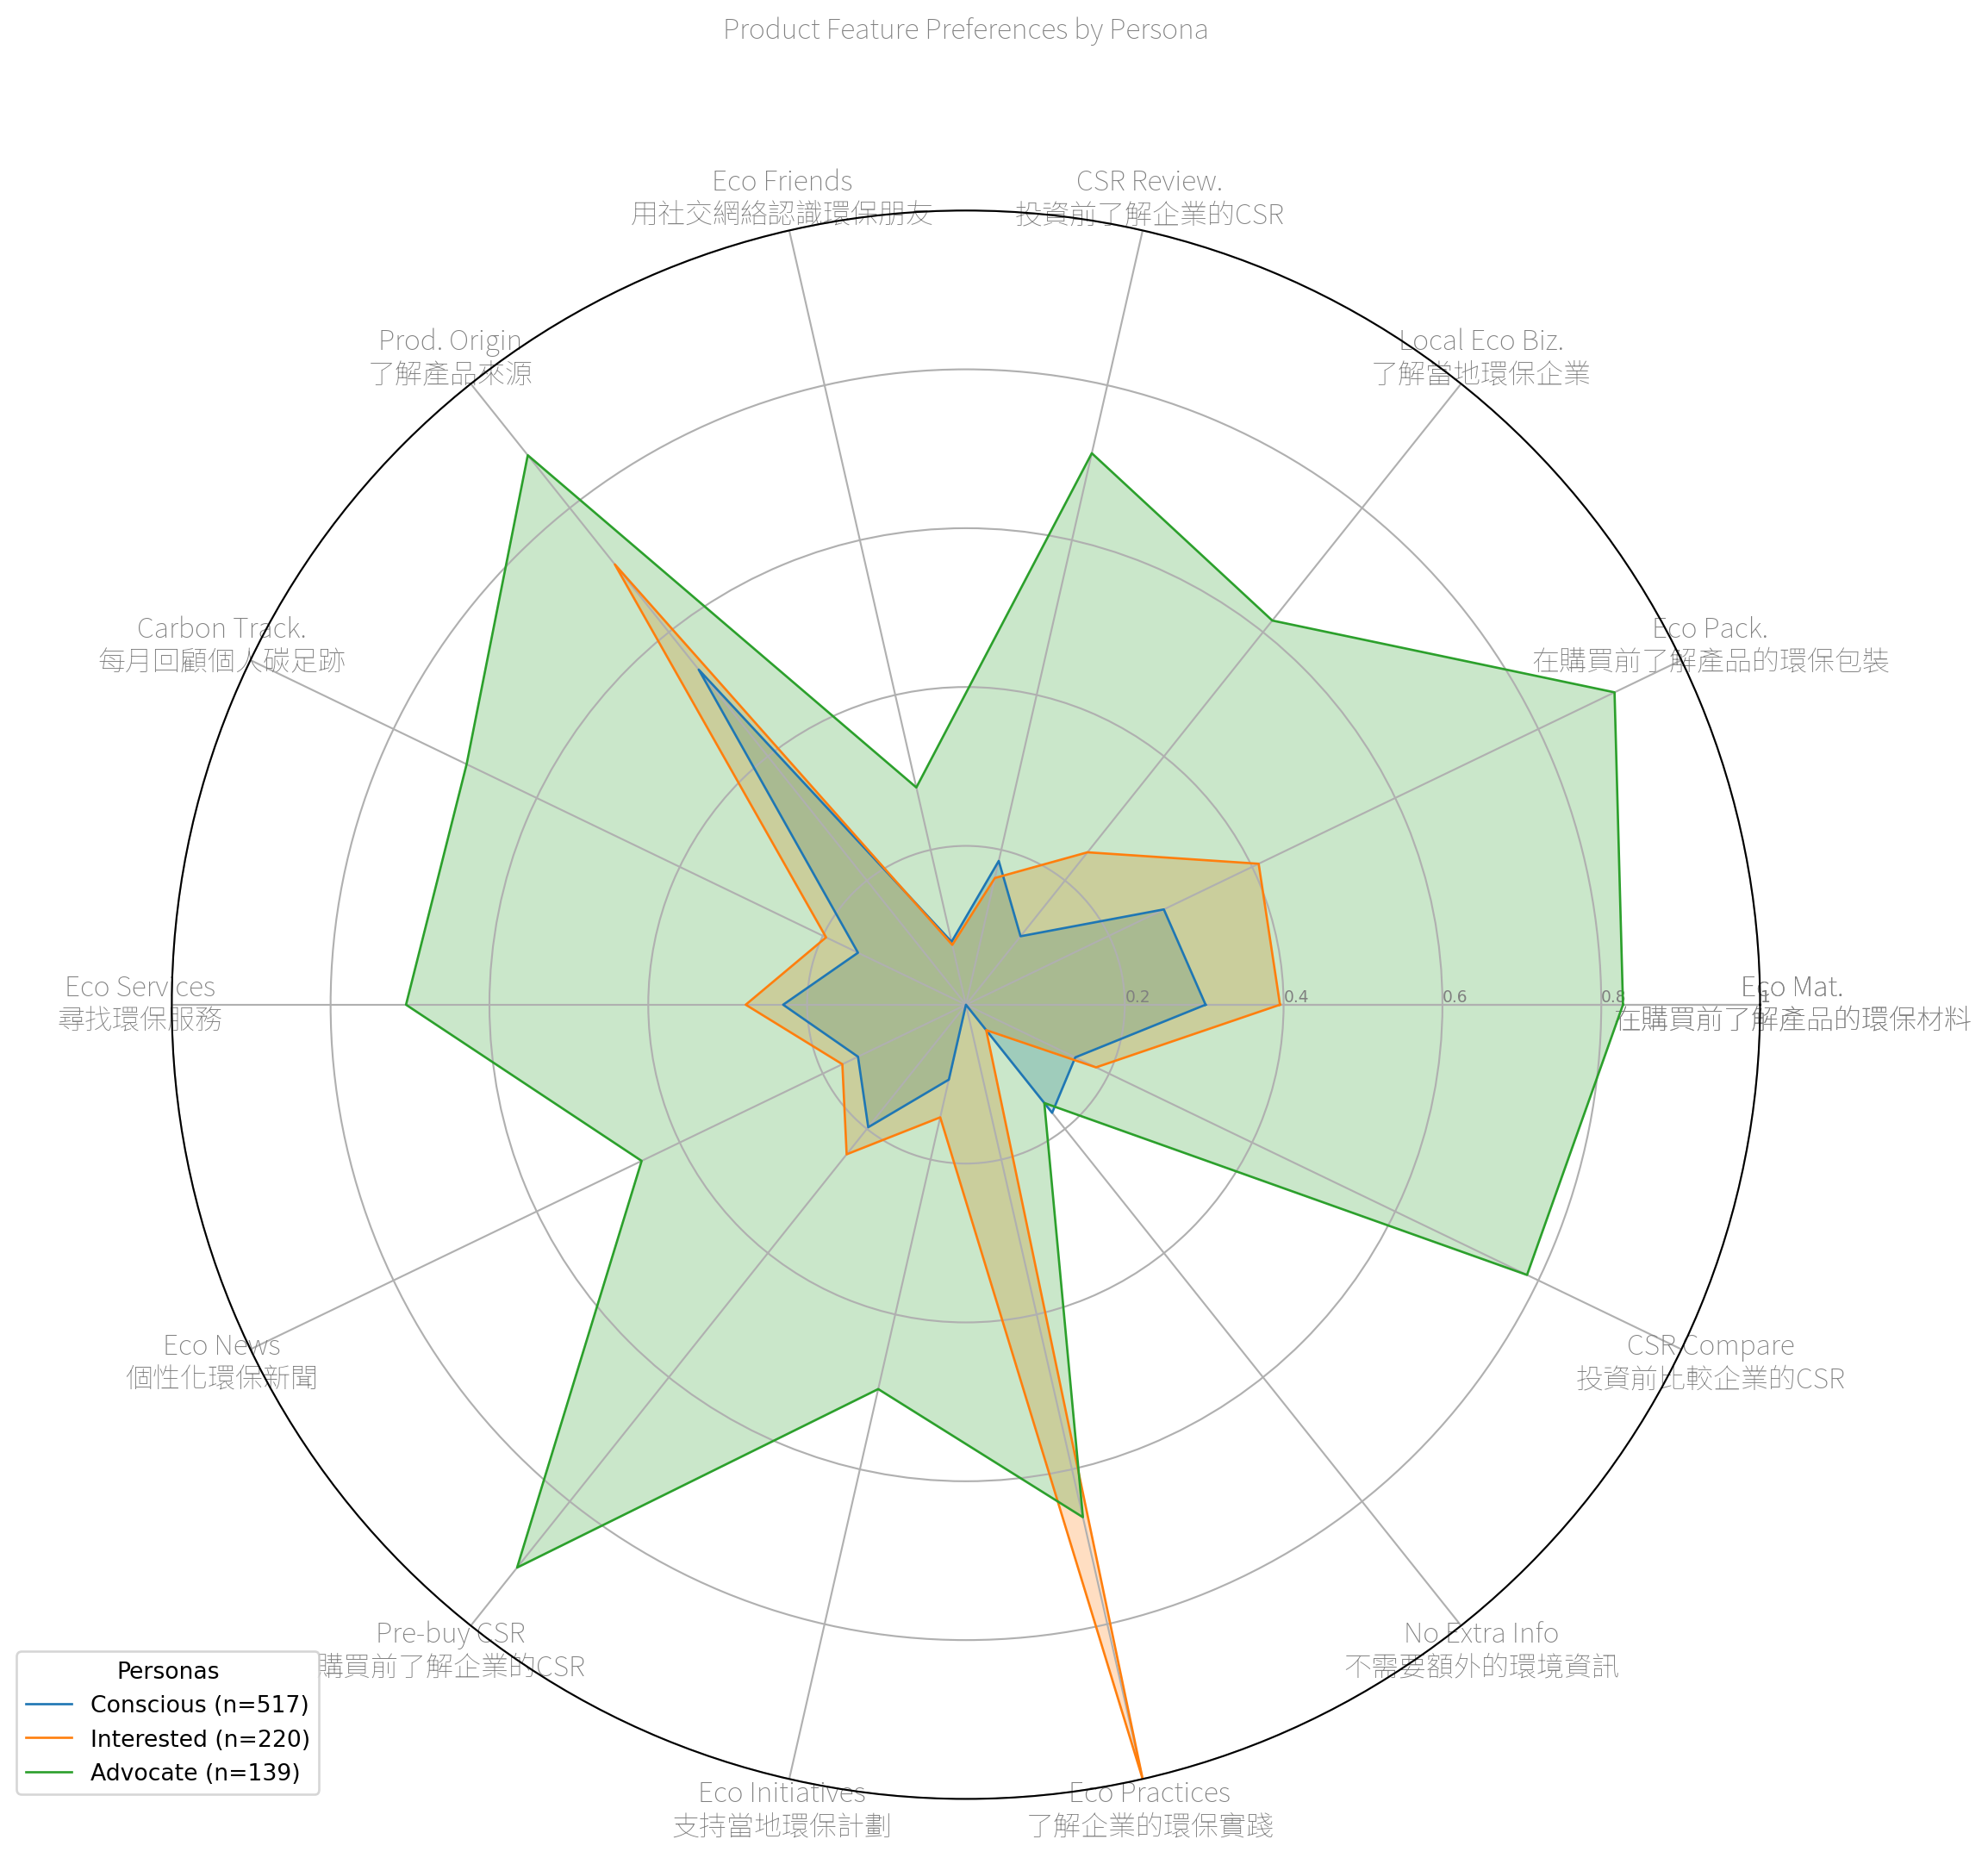 Product Feature Preferences by Persona
Eco Friends
用社交網絡認識環保朋友
CSR Review.
投資前了解企業的CSR
Prod. Origin
了解產品來源
Local Eco Biz.
了解當地環保企業
Carbon Track.
每月回顧個人碳足跡
Eco Pack.
在購買前了解產品的環保包裝
Eco Services
尋找環保服務
0.2
0.4
0.6
0.8
1
Eco Mat.
在購買前了解產品的環保材料
Eco News
個性化環保新聞
CSR Compare
投資前比較企業的CSR
Pre-buy CSR
購買前了解企業的CSR
No Extra Info
不需要額外的環境資訊
Personas
Conscious (n=517)
Interested (n=220)
Advocate (n=139)
Eco Initiatives
支持當地環保計劃
Eco Practices
了解企業的環保實踐